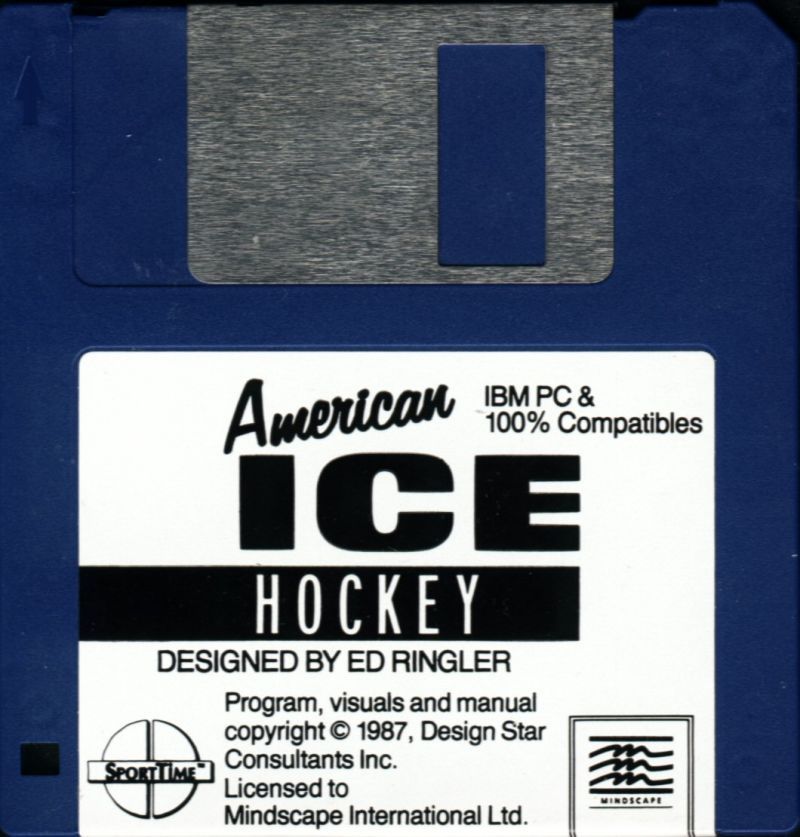 American
IBM PC &
100% Compatibles
ICE
HOCKEY
DESIGNED BY ED RINGLER
Program, visuals and manual
copyright © 1987, Design Star
Consultants Inc.
Licensed to
Mindscape International Ltd.
SPORTTIME™
MINDSCAPE